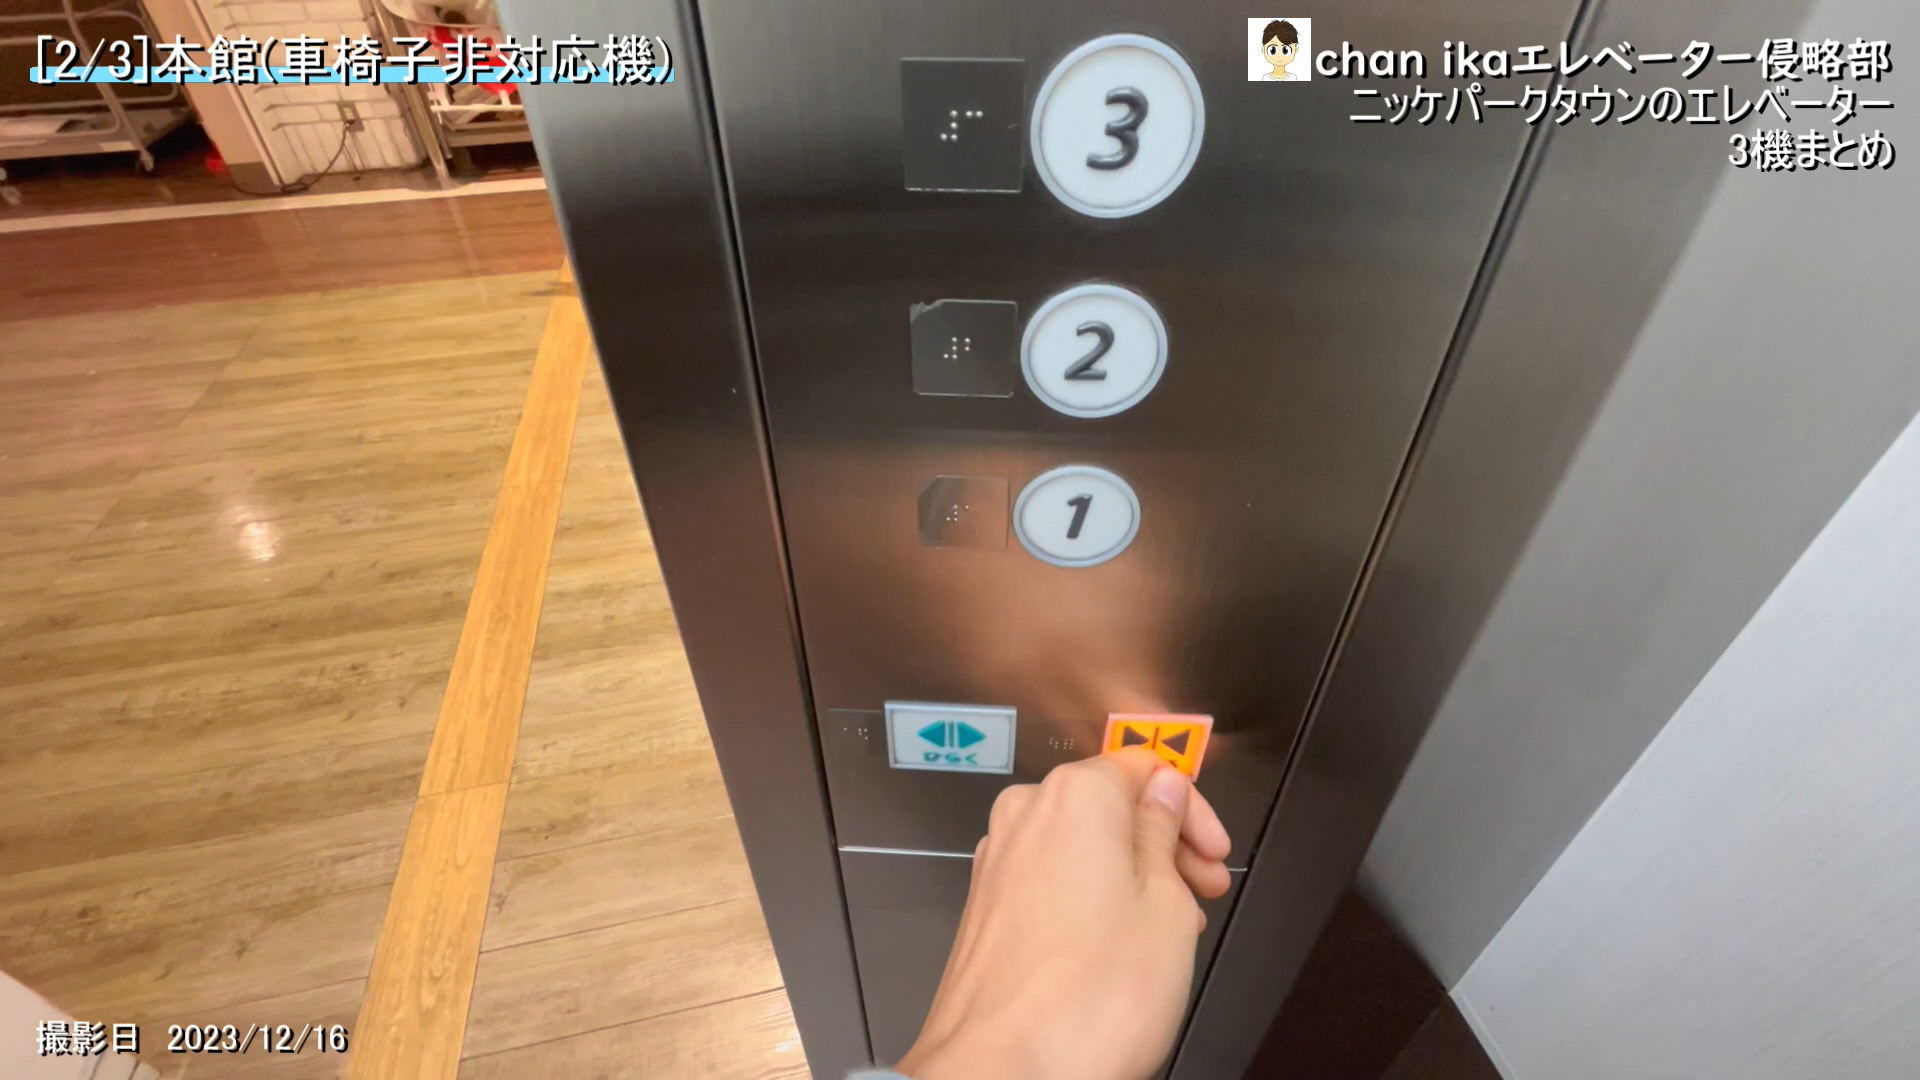 [2/3]本館(車椅子非対応機)
chan ikaエレベーター侵略部
ニッケパークタウンのエレベーター
3機まとめ
3
2
1
ひらく
撮影日 2023/12/16